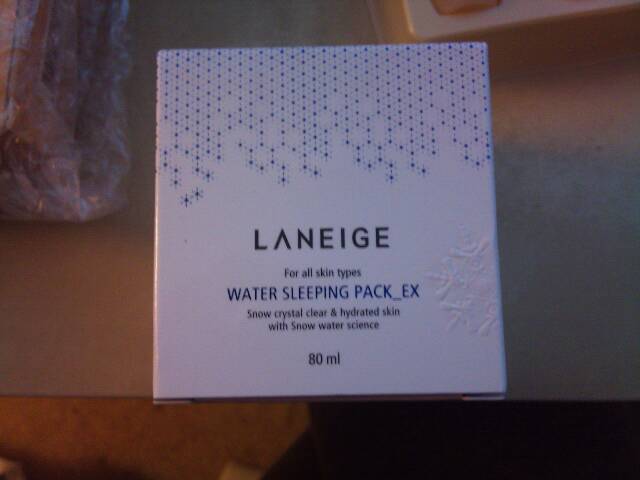 LANEIGE
For all skin types
WATER SLEEPING PACK_EX
Snow crystal clear & hydrated skin
with Snow water science
80 ml